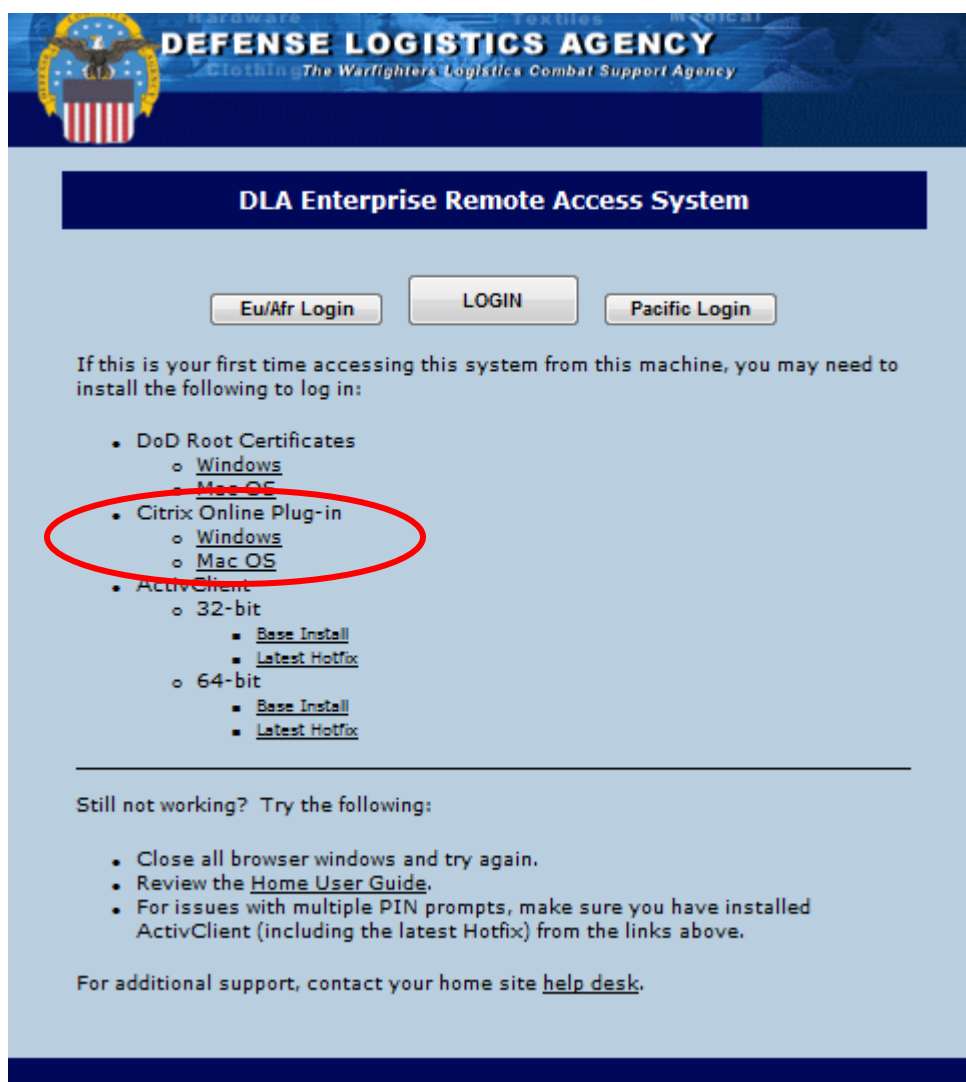 Hardware Textiles Medical
DEFENSE LOGISTICS AGENCY
Clothing The Warfighters Logistics Combat Support Agency
DLA Enterprise Remote Access System
Eu/Afr Login
LOGIN
Pacific Login
If this is your first time accessing this system from this machine, you may need to
install the following to log in:
• DoD Root Certificates
o Windows
o Mac OS
• Citrix Online Plug-in
o Windows
o Mac OS
• ActivClient
o 32-bit
▪ Base Install
▪ Latest Hotfix
o 64-bit
▪ Base Install
▪ Latest Hotfix
Still not working? Try the following:
• Close all browser windows and try again.
• Review the Home User Guide.
• For issues with multiple PIN prompts, make sure you have installed
ActivClient (including the latest Hotfix) from the links above.
For additional support, contact your home site help desk.